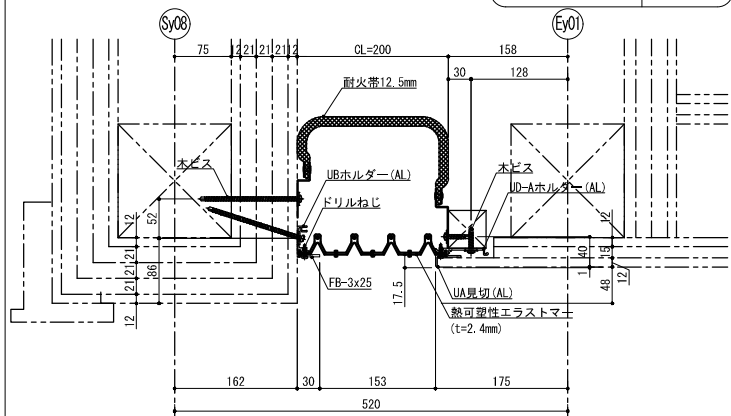 Sy08
Ey01
75
12
21
21
21
12
CL=200
158
30
128
耐火帯12.5mm
木ビス
木ビス
UBホルダー(AL)
UD-Aホルダー(AL)
ドリルねじ
52
12
21
86
21
21
12
12
40
15
1
12
48
FB-3x25
17.5
UA見切(AL)
熱可塑性エラストマー
(t=2.4mm)
162
30
153
175
520